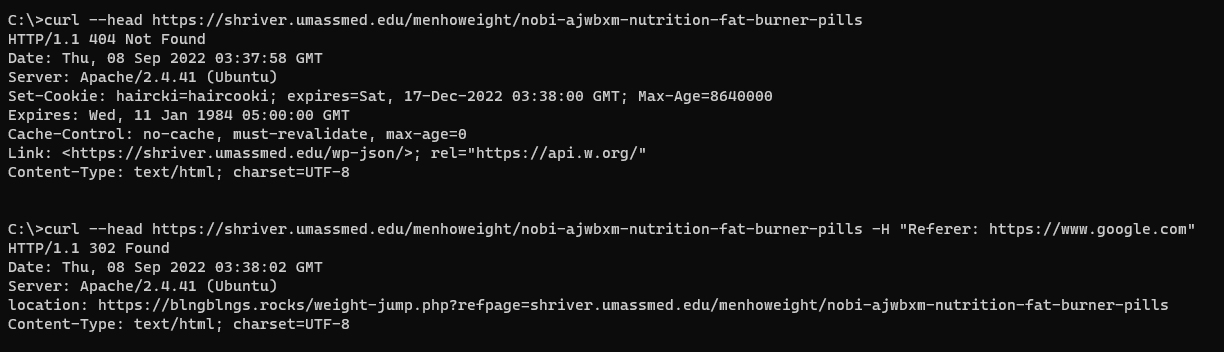 C:\>curl --head https://shriver.umassmed.edu/menhoweight/nobi-ajwbxm-nutrition-fat-burner-pills
HTTP/1.1 404 Not Found
Date: Thu, 08 Sep 2022 03:37:58 GMT
Server: Apache/2.4.41 (Ubuntu)
Set-Cookie: haircki=haircooki; expires=Sat, 17-Dec-2022 03:38:00 GMT; Max-Age=8640000
Expires: Wed, 11 Jan 1984 05:00:00 GMT
Cache-Control: no-cache, must-revalidate, max-age=0
Link: <https://shriver.umassmed.edu/wp-json/>; rel="https://api.w.org/"
Content-Type: text/html; charset=UTF-8
C:\>curl --head https://shriver.umassmed.edu/menhoweight/nobi-ajwbxm-nutrition-fat-burner-pills -H "Referer: https://www.google.com"
HTTP/1.1 302 Found
Date: Thu, 08 Sep 2022 03:38:02 GMT
Server: Apache/2.4.41 (Ubuntu)
location: https://blngblngs.rocks/weight-jump.php?refpage=shriver.umassmed.edu/menhoweight/nobi-ajwbxm-nutrition-fat-burner-pills
Content-Type: text/html; charset=UTF-8